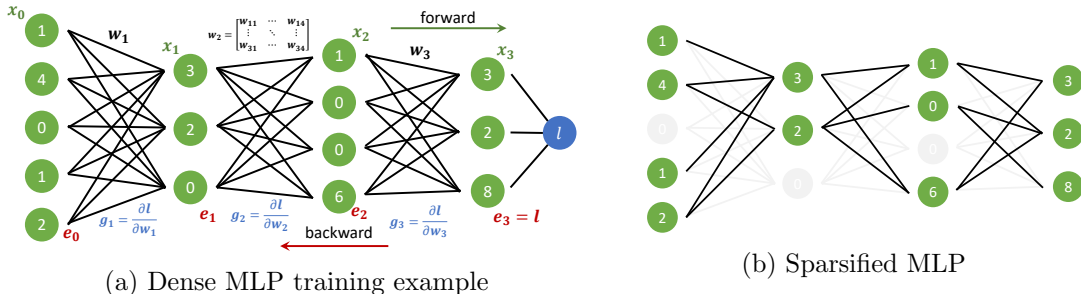 x₀
w₁
x₁
w₂ = [w₁₁ ⋯ w₁₄
⋮ ⋱ ⋮
w₃₁ ⋯ w₃₄]
x₂
forward
w₃
x₃
1
4
0
1
2
3
2
0
1
0
0
6
3
2
8
l
e₀
g₁ = ∂l/∂w₁
e₁
g₂ = ∂l/∂w₂
e₂
g₃ = ∂l/∂w₃
e₃ = l
backward
(a) Dense MLP training example
1
4
0
1
2
3
2
0
1
0
0
6
3
2
8
(b) Sparsified MLP